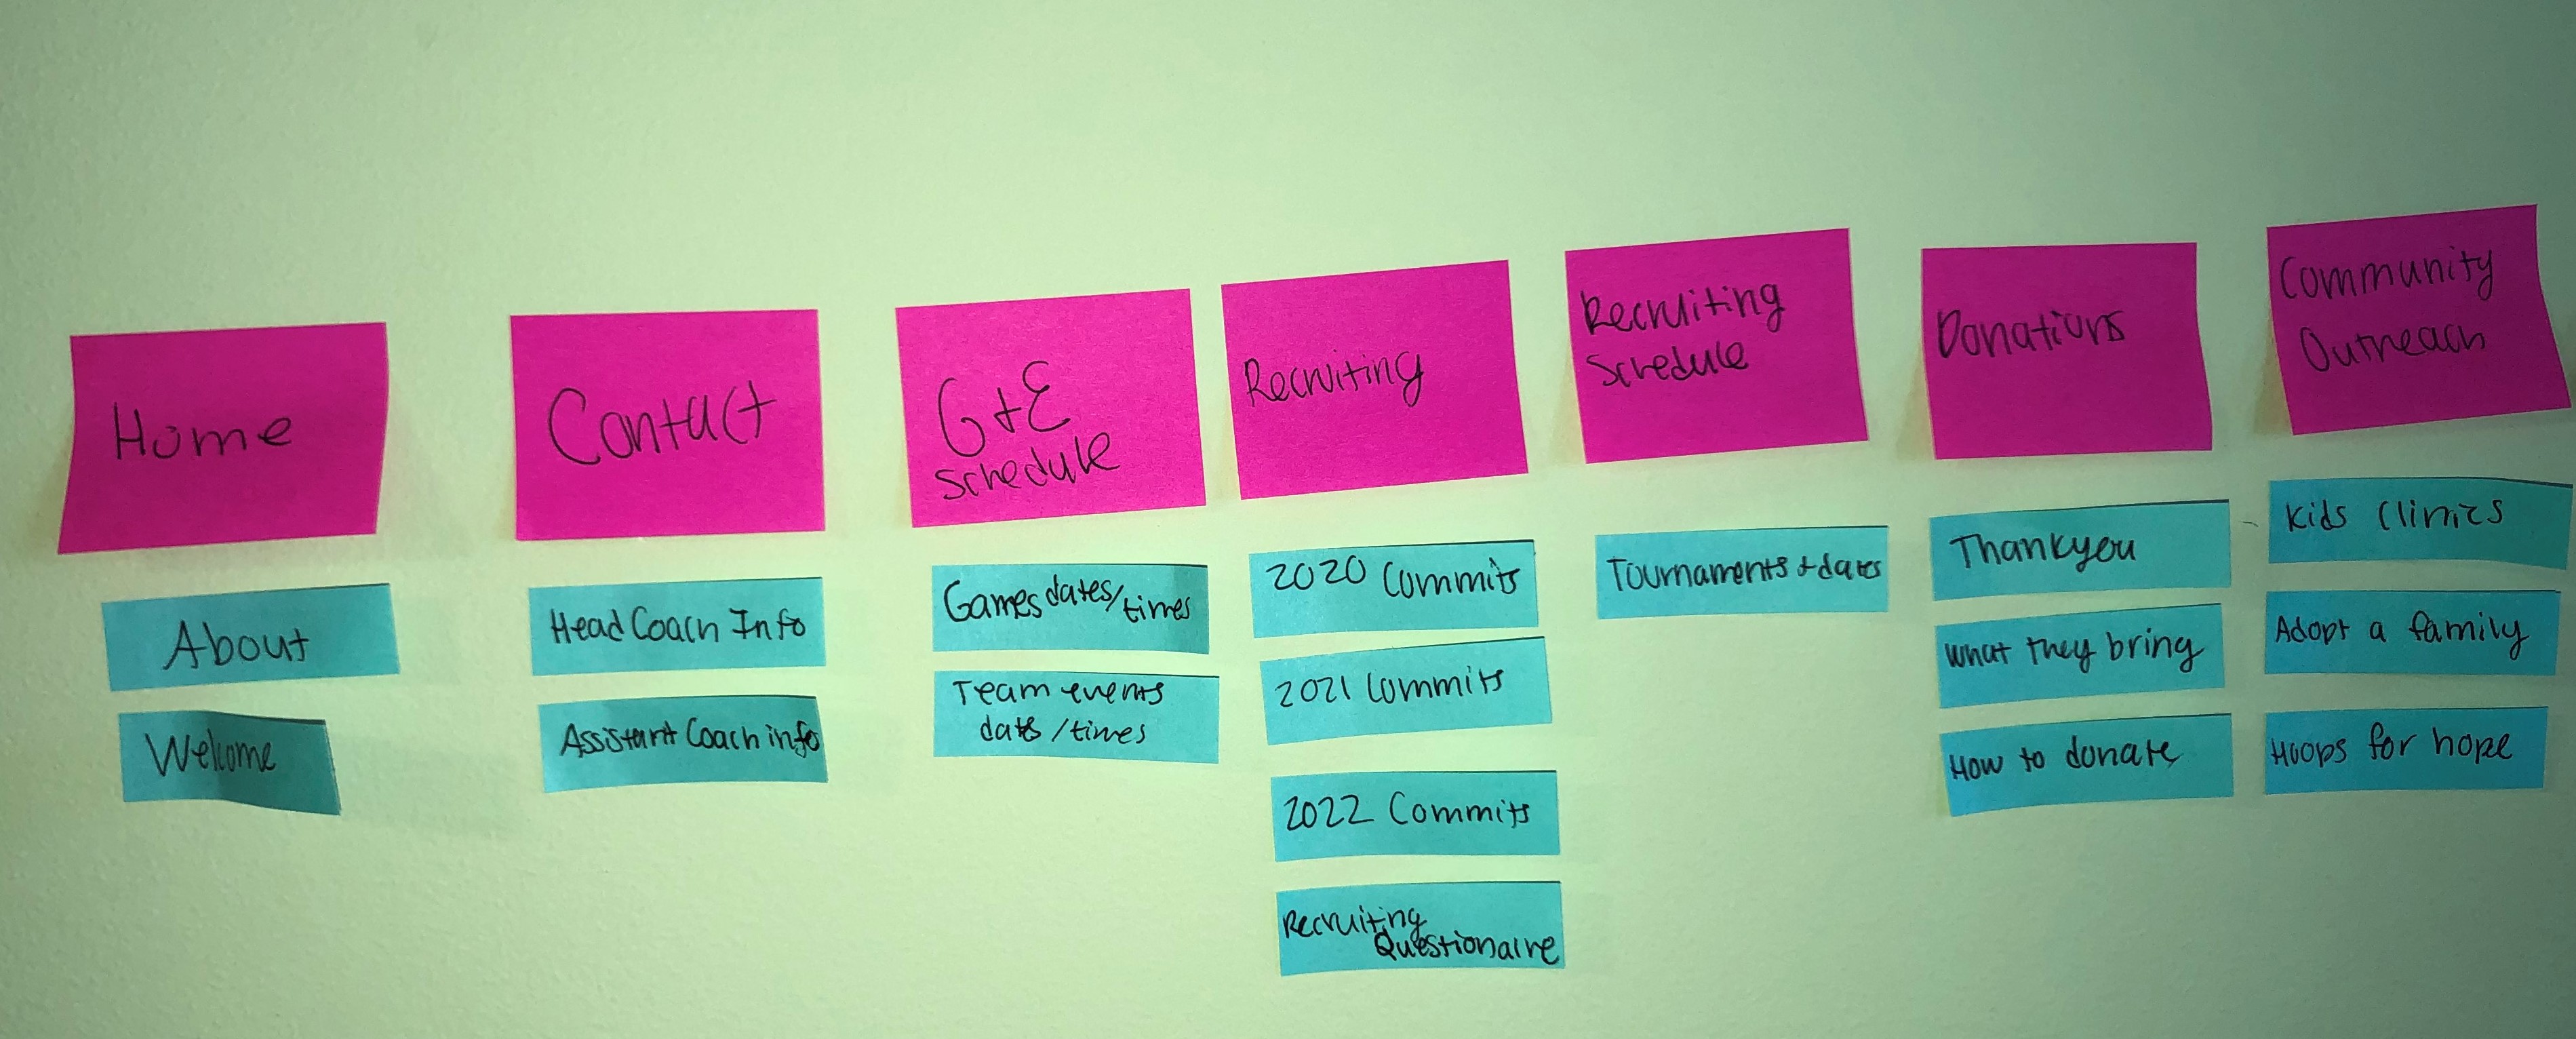 Home
About
Welcome
Contact
Head Coach Info
Assistant Coach info
G+E
schedule
Games dates/times
Team events
dates/times
Recruiting
2020 Commits
2021 Commits
2022 Commits
Recruiting
Questionaire
Recruiting
Schedule
Tournaments + dates
Donations
Thankyou
What they bring
How to donate
Community
Outreach
Kids Clinics
Adopt a family
Hoops for hope